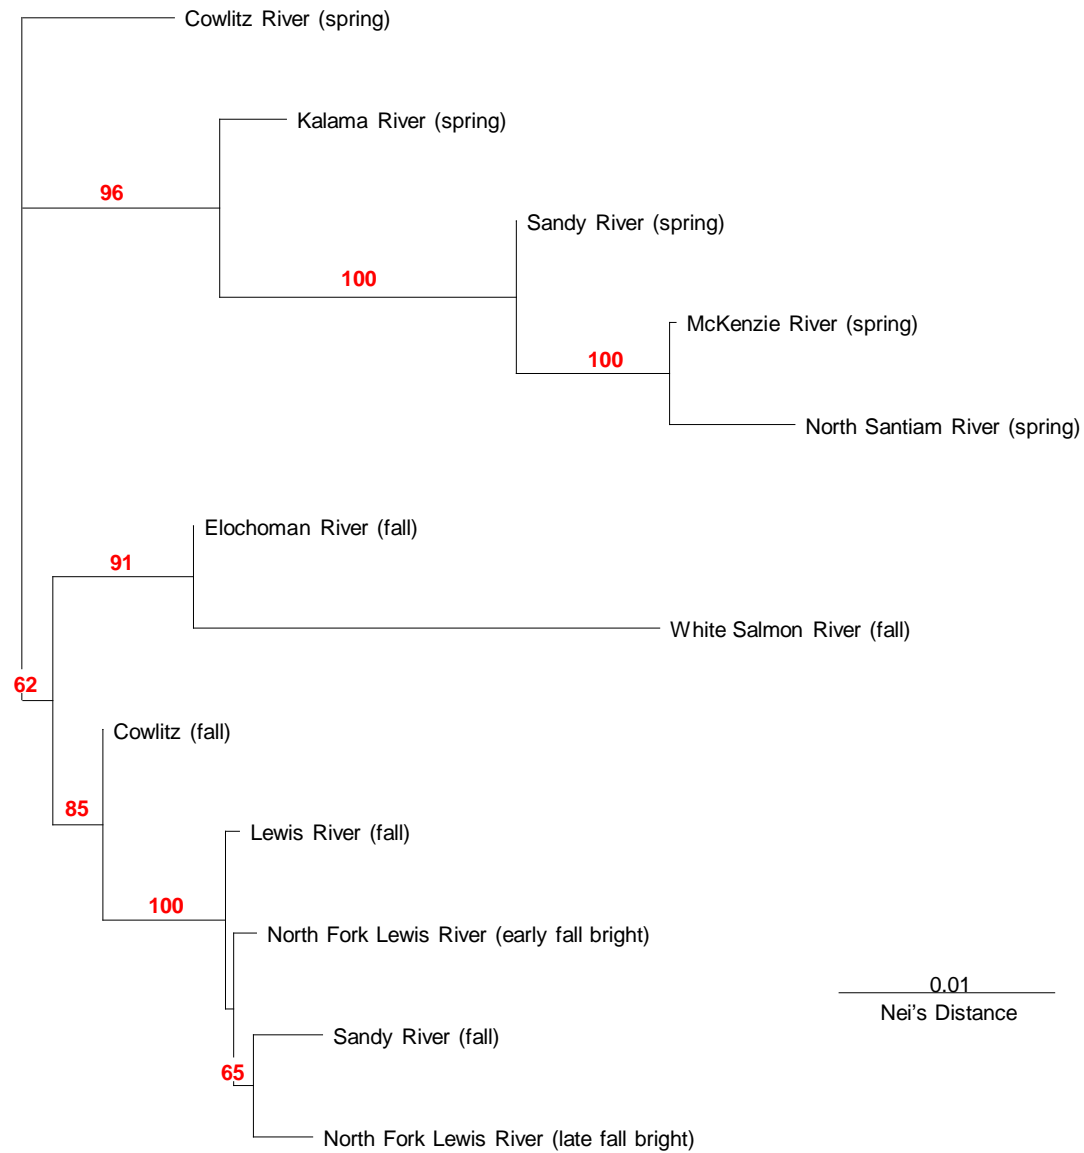 Cowlitz River (spring)
Kalama River (spring)
96
Sandy River (spring)
100
McKenzie River (spring)
100
North Santiam River (spring)
Elochoman River (fall)
91
White Salmon River (fall)
62
Cowlitz (fall)
85
Lewis River (fall)
100
North Fork Lewis River (early fall bright)
0.01
Nei's Distance
Sandy River (fall)
65
North Fork Lewis River (late fall bright)